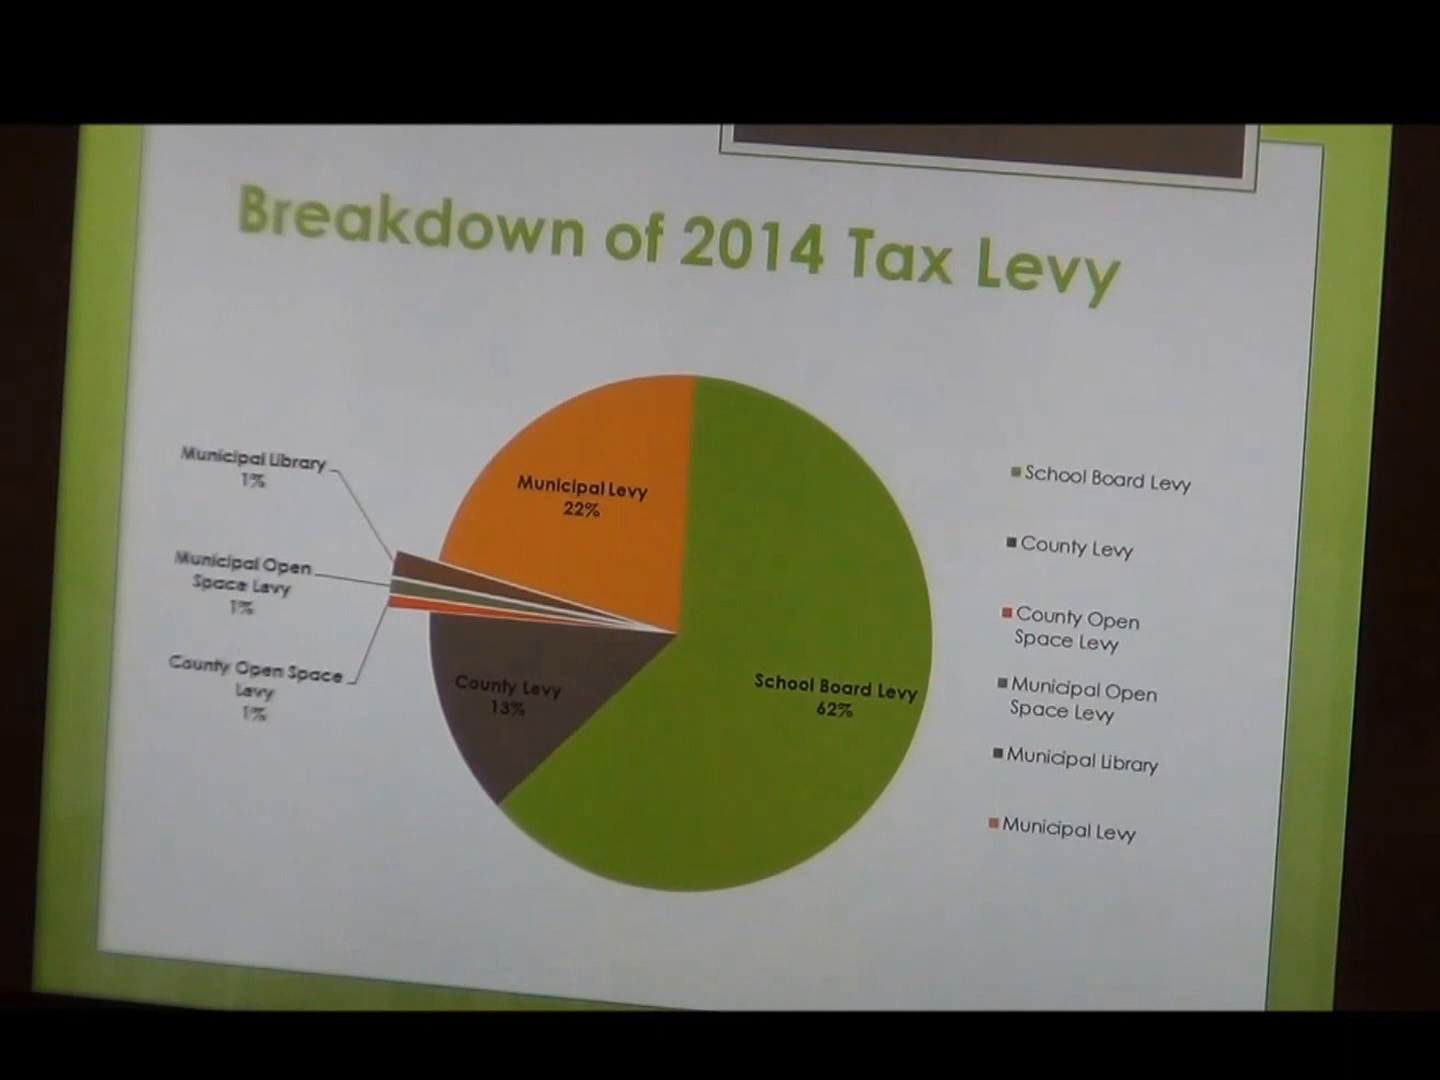 Breakdown of 2014 Tax Levy
Municipal Library
1%
Municipal Open
Space Levy
1%
County Open Space
Levy
1%
Municipal Levy
22%
County Levy
13%
School Board Levy
62%
School Board Levy
County Levy
County Open
Space Levy
Municipal Open
Space Levy
Municipal Library
Municipal Levy